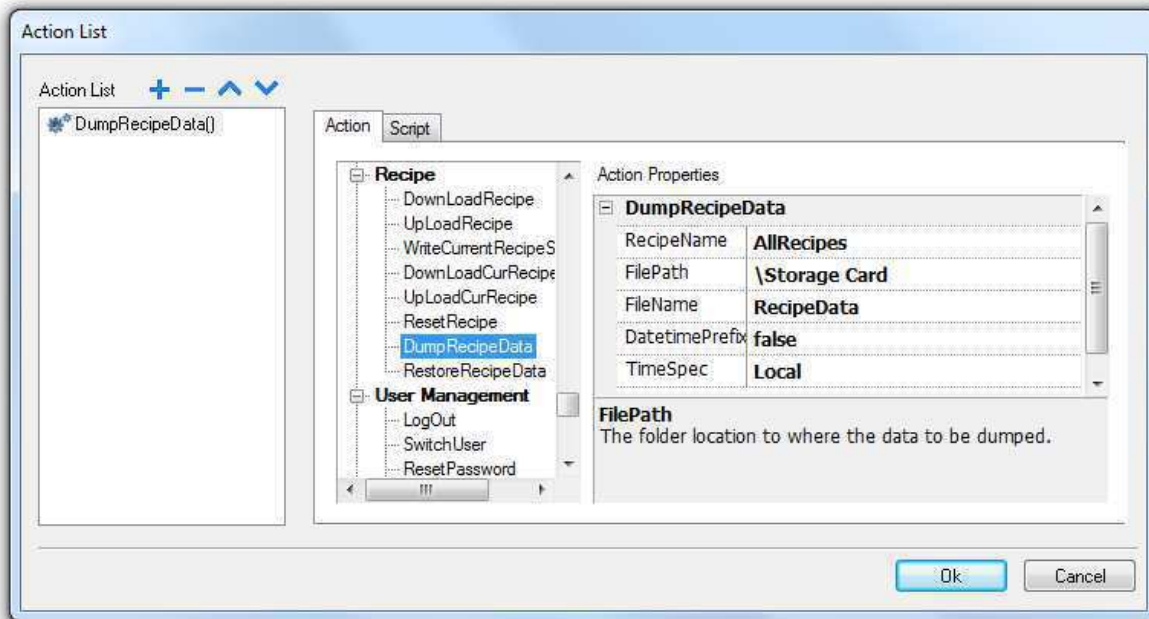 Action List
Action List
DumpRecipeData()
Action Script
Recipe
DownLoadRecipe
UpLoadRecipe
WriteCurrentRecipeS
DownLoadCurRecipe
UpLoadCurRecipe
ResetRecipe
DumpRecipeData
RestoreRecipeData
User Management
LogOut
SwitchUser
ResetPassword
Action Properties
DumpRecipeData
RecipeName AllRecipes
FilePath \Storage Card
FileName RecipeData
DatetimePrefix false
TimeSpec Local
FilePath
The folder location to where the data to be dumped.
Ok Cancel